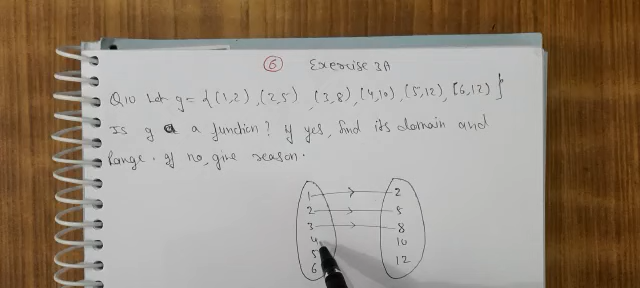 6 Exercise 3A
Q10 Let g = {(1,2), (2,5), (3,8), (4,10), (5,12), (6,12)}
Is g a function? If yes, find its domain and
Range. If no, give reason.
1 2
2 5
3 8
4 10
5 12
6